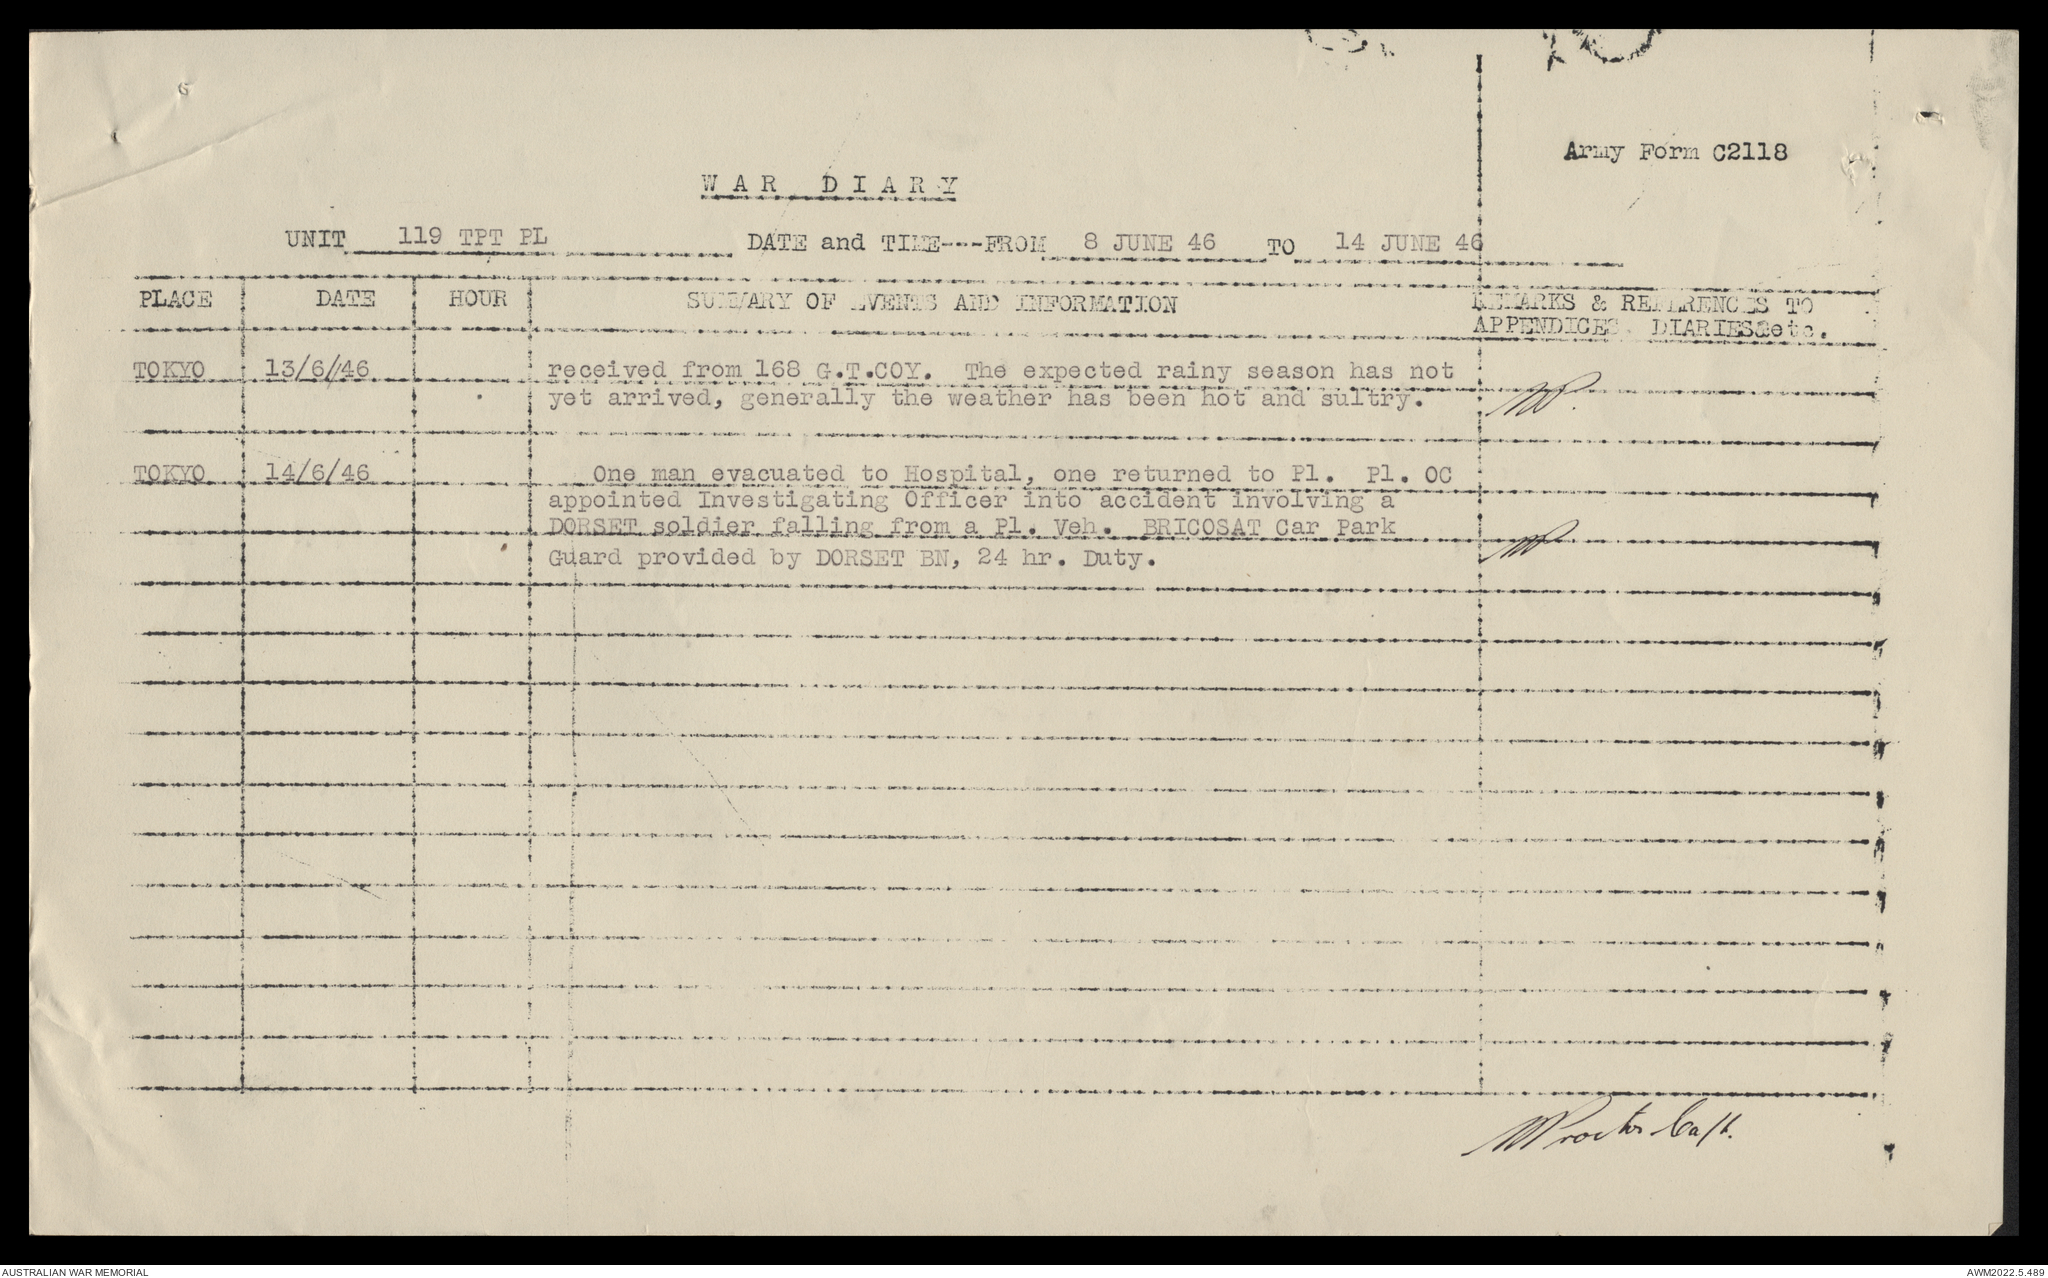 Army Form C2118
WAR DIARY
UNIT 119 TPT PL DATE and TIME---FROM 8 JUNE 46 TO 14 JUNE 46
PLACE DATE HOUR SUMMARY OF EVENTS AND INFORMATION REMARKS & REFERENCES TO
APPENDICES DIARIES&etc.
TOKYO 13/6/46 received from 168 G.T.COY. The expected rainy season has not
yet arrived, generally the weather has been hot and sultry.
TOKYO 14/6/46 One man evacuated to Hospital, one returned to Pl. Pl. OC
appointed Investigating Officer into accident involving a
DORSET soldier falling from a Pl. Veh. BRICOSAT Car Park
Guard provided by DORSET BN, 24 hr. Duty.
Capt.
AUSTRALIAN WAR MEMORIAL AWM2022.5.489